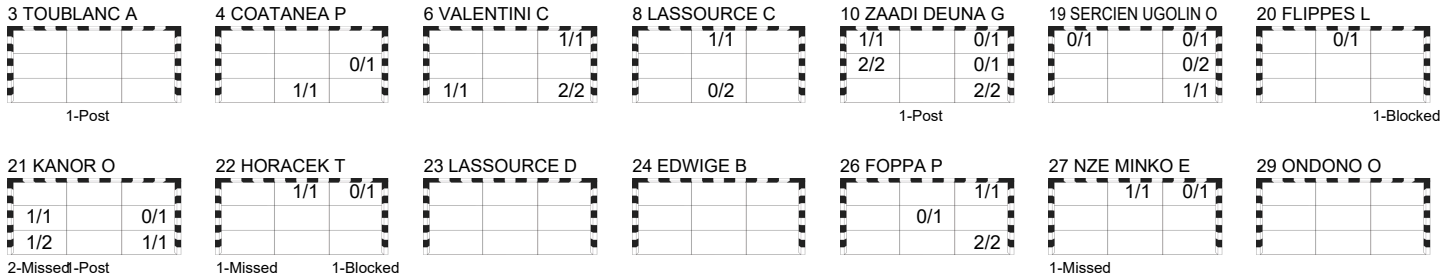 3 TOUBLANC A 4 COATANEA P 6 VALENTINI C 8 LASSOURCE C 10 ZAADI DEUNA G 19 SERCIEN UGOLIN O 20 FLIPPES L
1/1 1/1 1/1 0/1 0/1 0/1 0/1
0/1 2/2 0/1 0/2
1/1 1/1 2/2 0/2 2/2 1/1
1-Post 1-Post 1-Blocked
21 KANOR O 22 HORACEK T 23 LASSOURCE D 24 EDWIGE B 26 FOPPA P 27 NZE MINKO E 29 ONDONO O
1/1 0/1 1/1 1/1 0/1
1/1 0/1 0/1
1/2 1/1 2/2
2-Missed 1-Post 1-Missed 1-Blocked 1-Missed